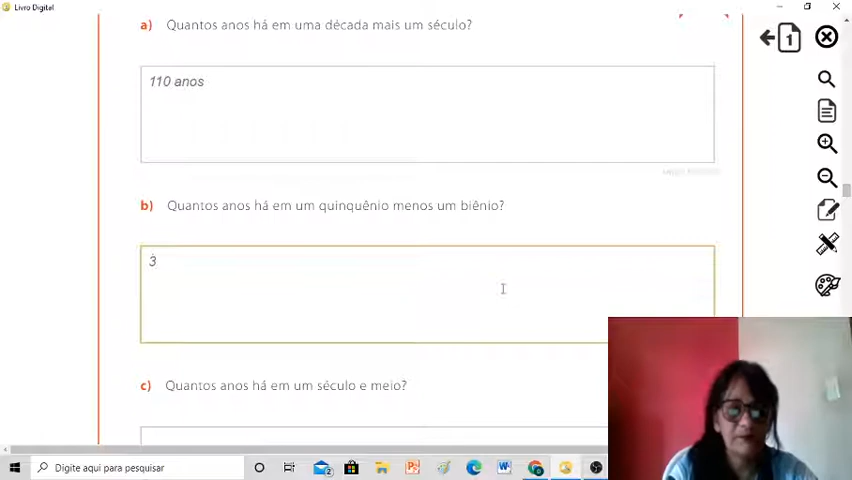 Livro Digital
a) Quantos anos há em uma década mais um século?
1
110 anos
b) Quantos anos há em um quinquênio menos um biênio?
3
c) Quantos anos há em um século e meio?
Digite aqui para pesquisar